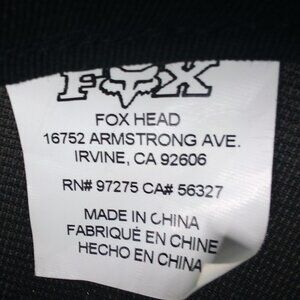 FOX
FOX HEAD
16752 ARMSTRONG AVE.
IRVINE, CA 92606
RN# 97275 CA# 56327
MADE IN CHINA
FABRIQUÉ EN CHINE
HECHO EN CHINA